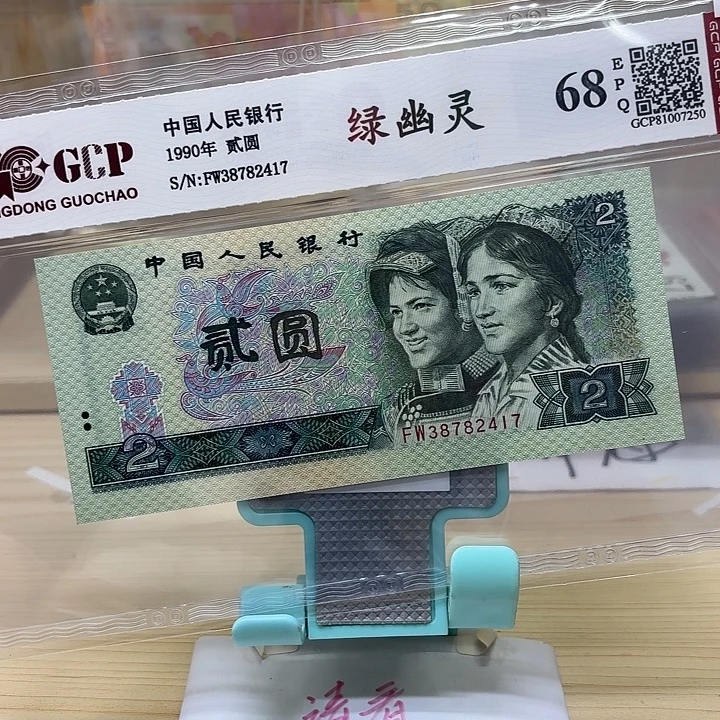 GCP
NGDONG GUOCHAO
中国人民银行
1990年 贰圆
S/N:FW38782417
绿幽灵
68
EPQ
GCP81007250
中国人民银行
2
贰圆
2
2
FW38782417